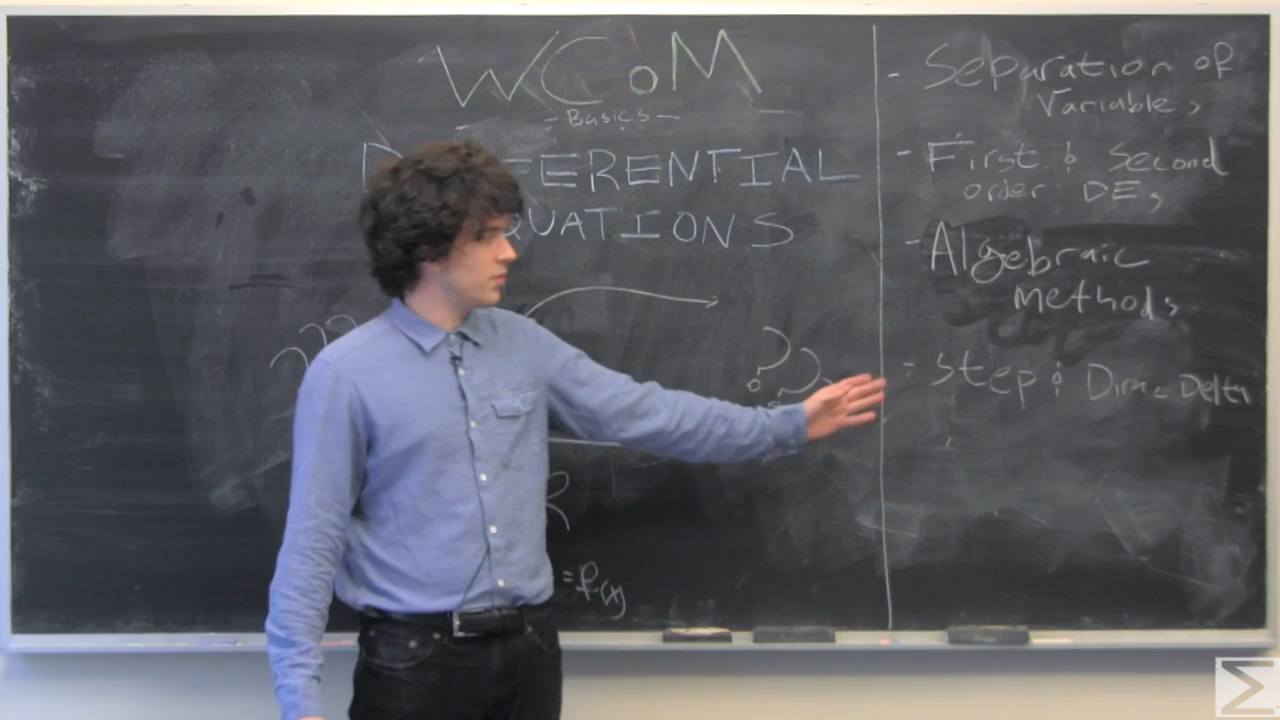 WCoM
- Basics -
DIFFERENTIAL
EQUATIONS
??
R
=f(x)
- Separation of
Variables
- First & Second
order DEs
- Algebraic
methods
- Step & Dirac Delta
Σ